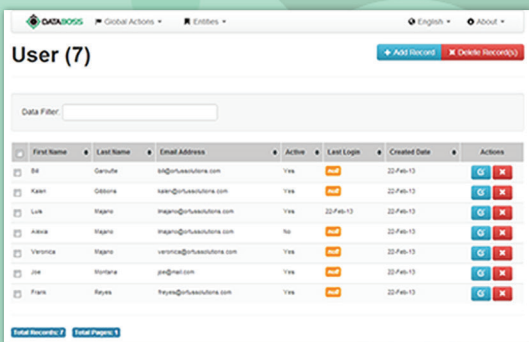 DATABOSS Global Actions Entities English About
User (7)
+ Add Record Delete Record(s)
Data Filter:
First Name Last Name Email Address Active Last Login Created Date Actions
Bill Garoutte bill@ortussolutions.com Yes null 22-Feb-13
Kalen Gibbons kalen@ortussolutions.com Yes null 22-Feb-13
Luis Majano lmajano@ortussolutions.com Yes 22-Feb-13 22-Feb-13
Alexia Majano lmajano@ortussolutions.com No null 22-Feb-13
Veronica Majano veronica@ortussolutions.com Yes null 22-Feb-13
Joe Montana joe@mail.com Yes null 22-Feb-13
Frank Reyes freyes@ortussolutions.com Yes null 22-Feb-13
Total Records: 7 Total Pages: 1